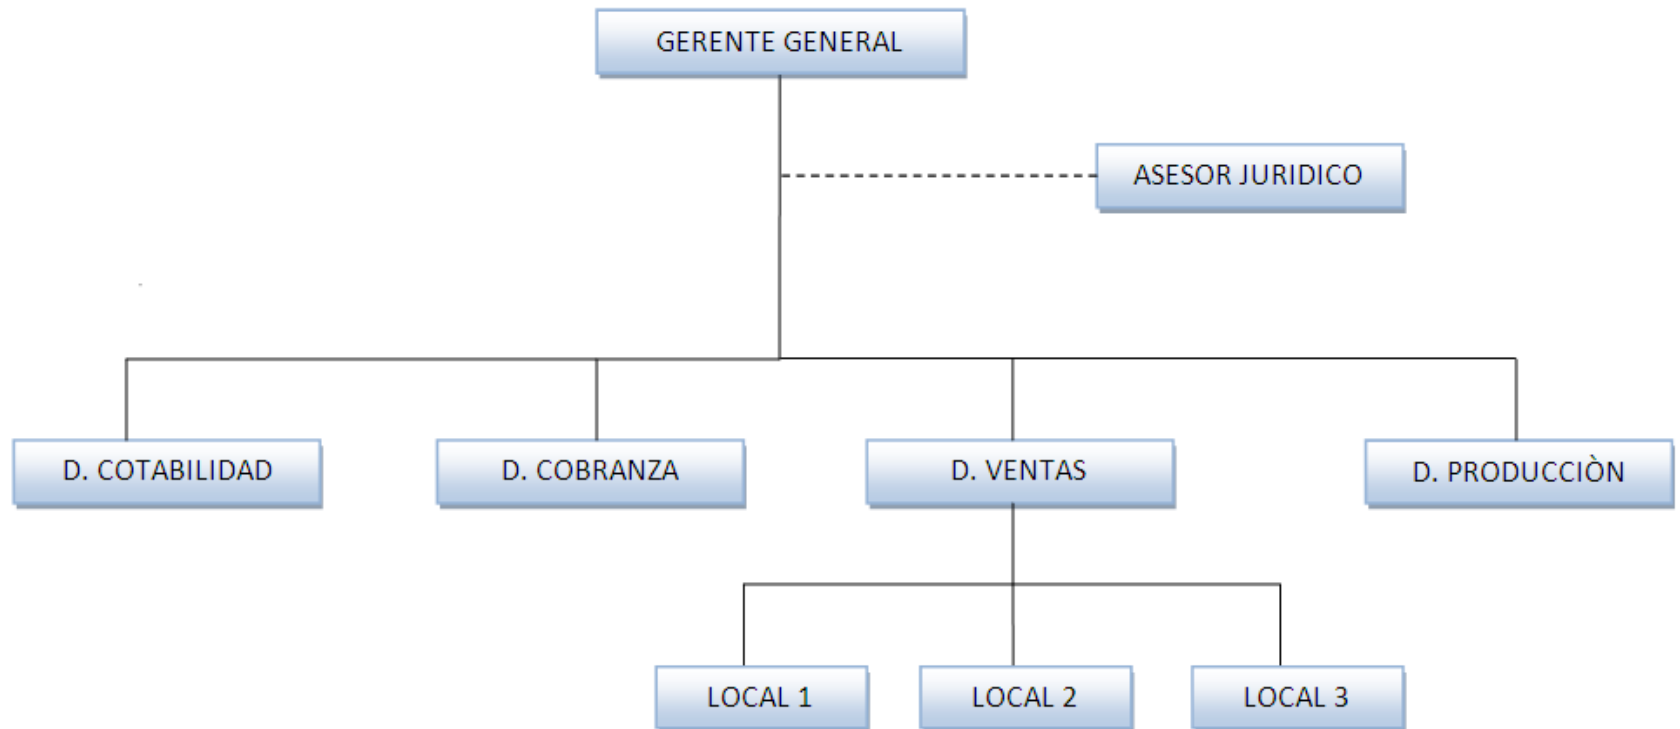 GERENTE GENERAL
ASESOR JURIDICO
D. COTABILIDAD
D. COBRANZA
D. VENTAS
D. PRODUCCIÒN
LOCAL 1
LOCAL 2
LOCAL 3